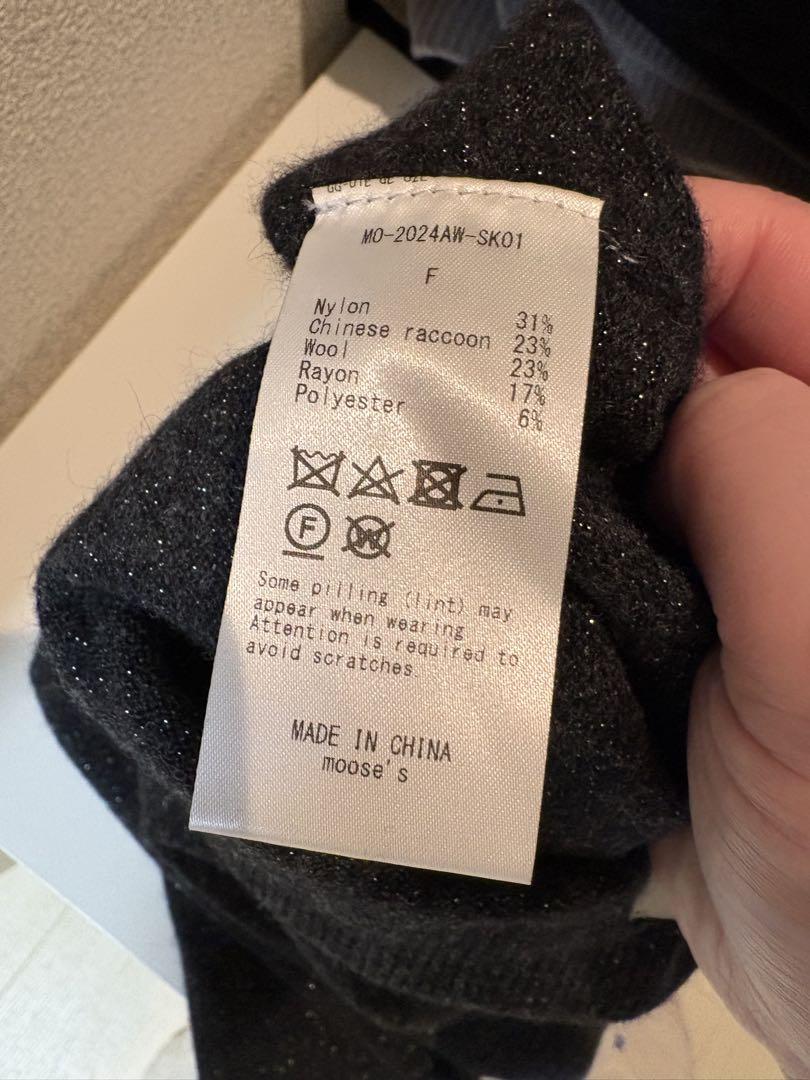 MO-2024AW-SK01
F
Nylon 31%
Chinese raccoon 23%
Wool 23%
Rayon 17%
Polyester 6%
F W
Some pilling (lint) may
appear when wearing
Attention is required to
avoid scratches.
MADE IN CHINA
moose's